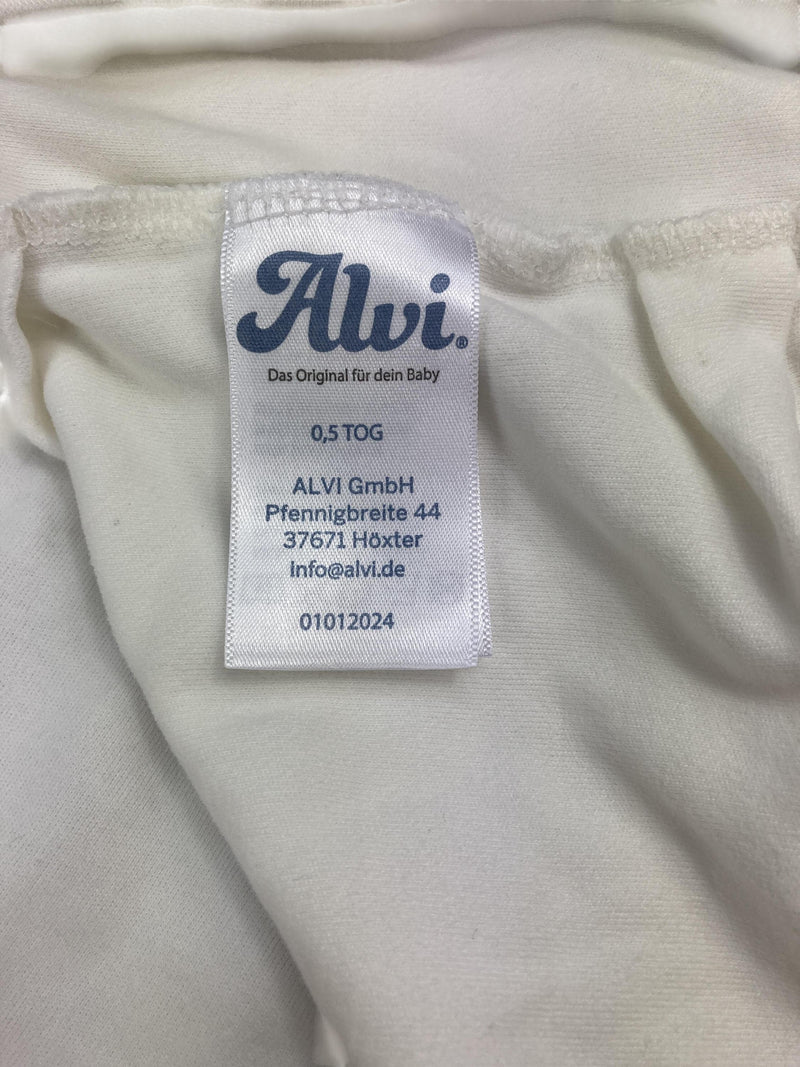 Alvi.®
Das Original für dein Baby
0,5 TOG
ALVI GmbH
Pfennigbreite 44
37671 Höxter
info@alvi.de
01012024